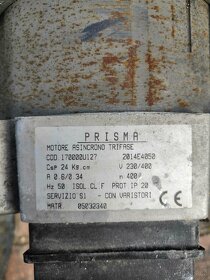 PRISMA
MOTORE ASINCRONO TRIFASE
COD. 170000U127 2014E4050
C≤p 24 Kg.cm V 230/400
A 0.6/0.34 n 400/'
Hz 50 ISOL CL.F PROT.IP 20
SERVIZIO S1 - CON VARISTORI
MATR. 05032340 CE